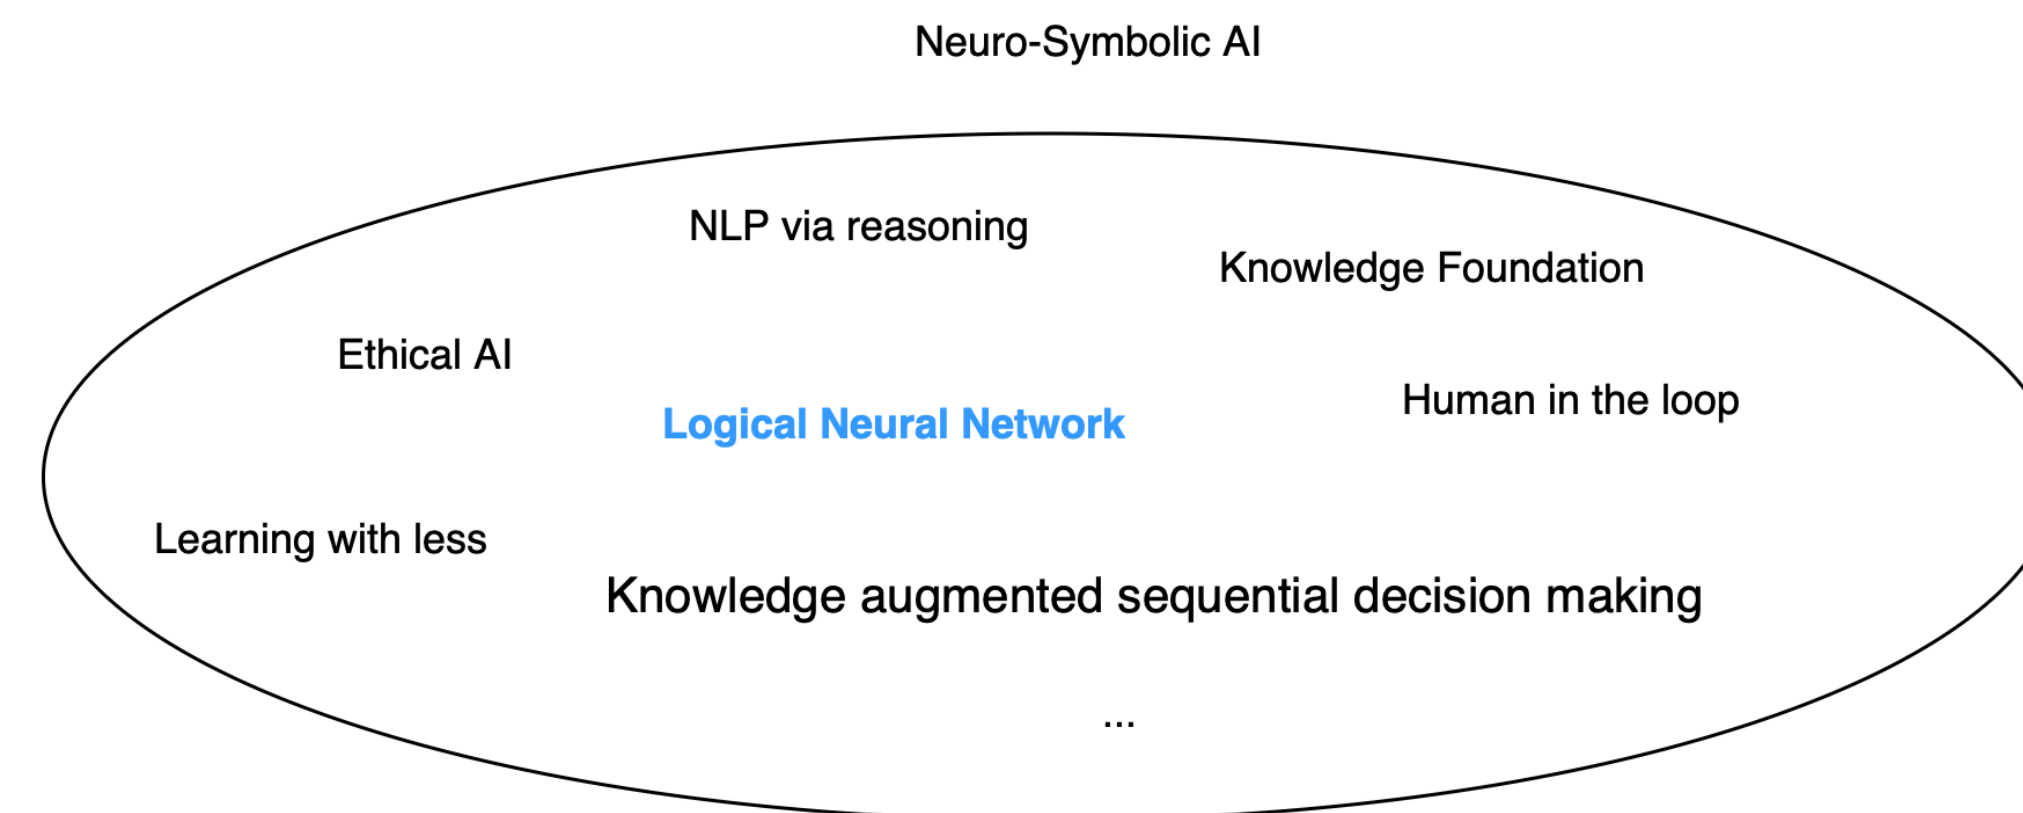 Neuro-Symbolic AI
NLP via reasoning
Knowledge Foundation
Ethical AI
Human in the loop
Logical Neural Network
Learning with less
Knowledge augmented sequential decision making
...